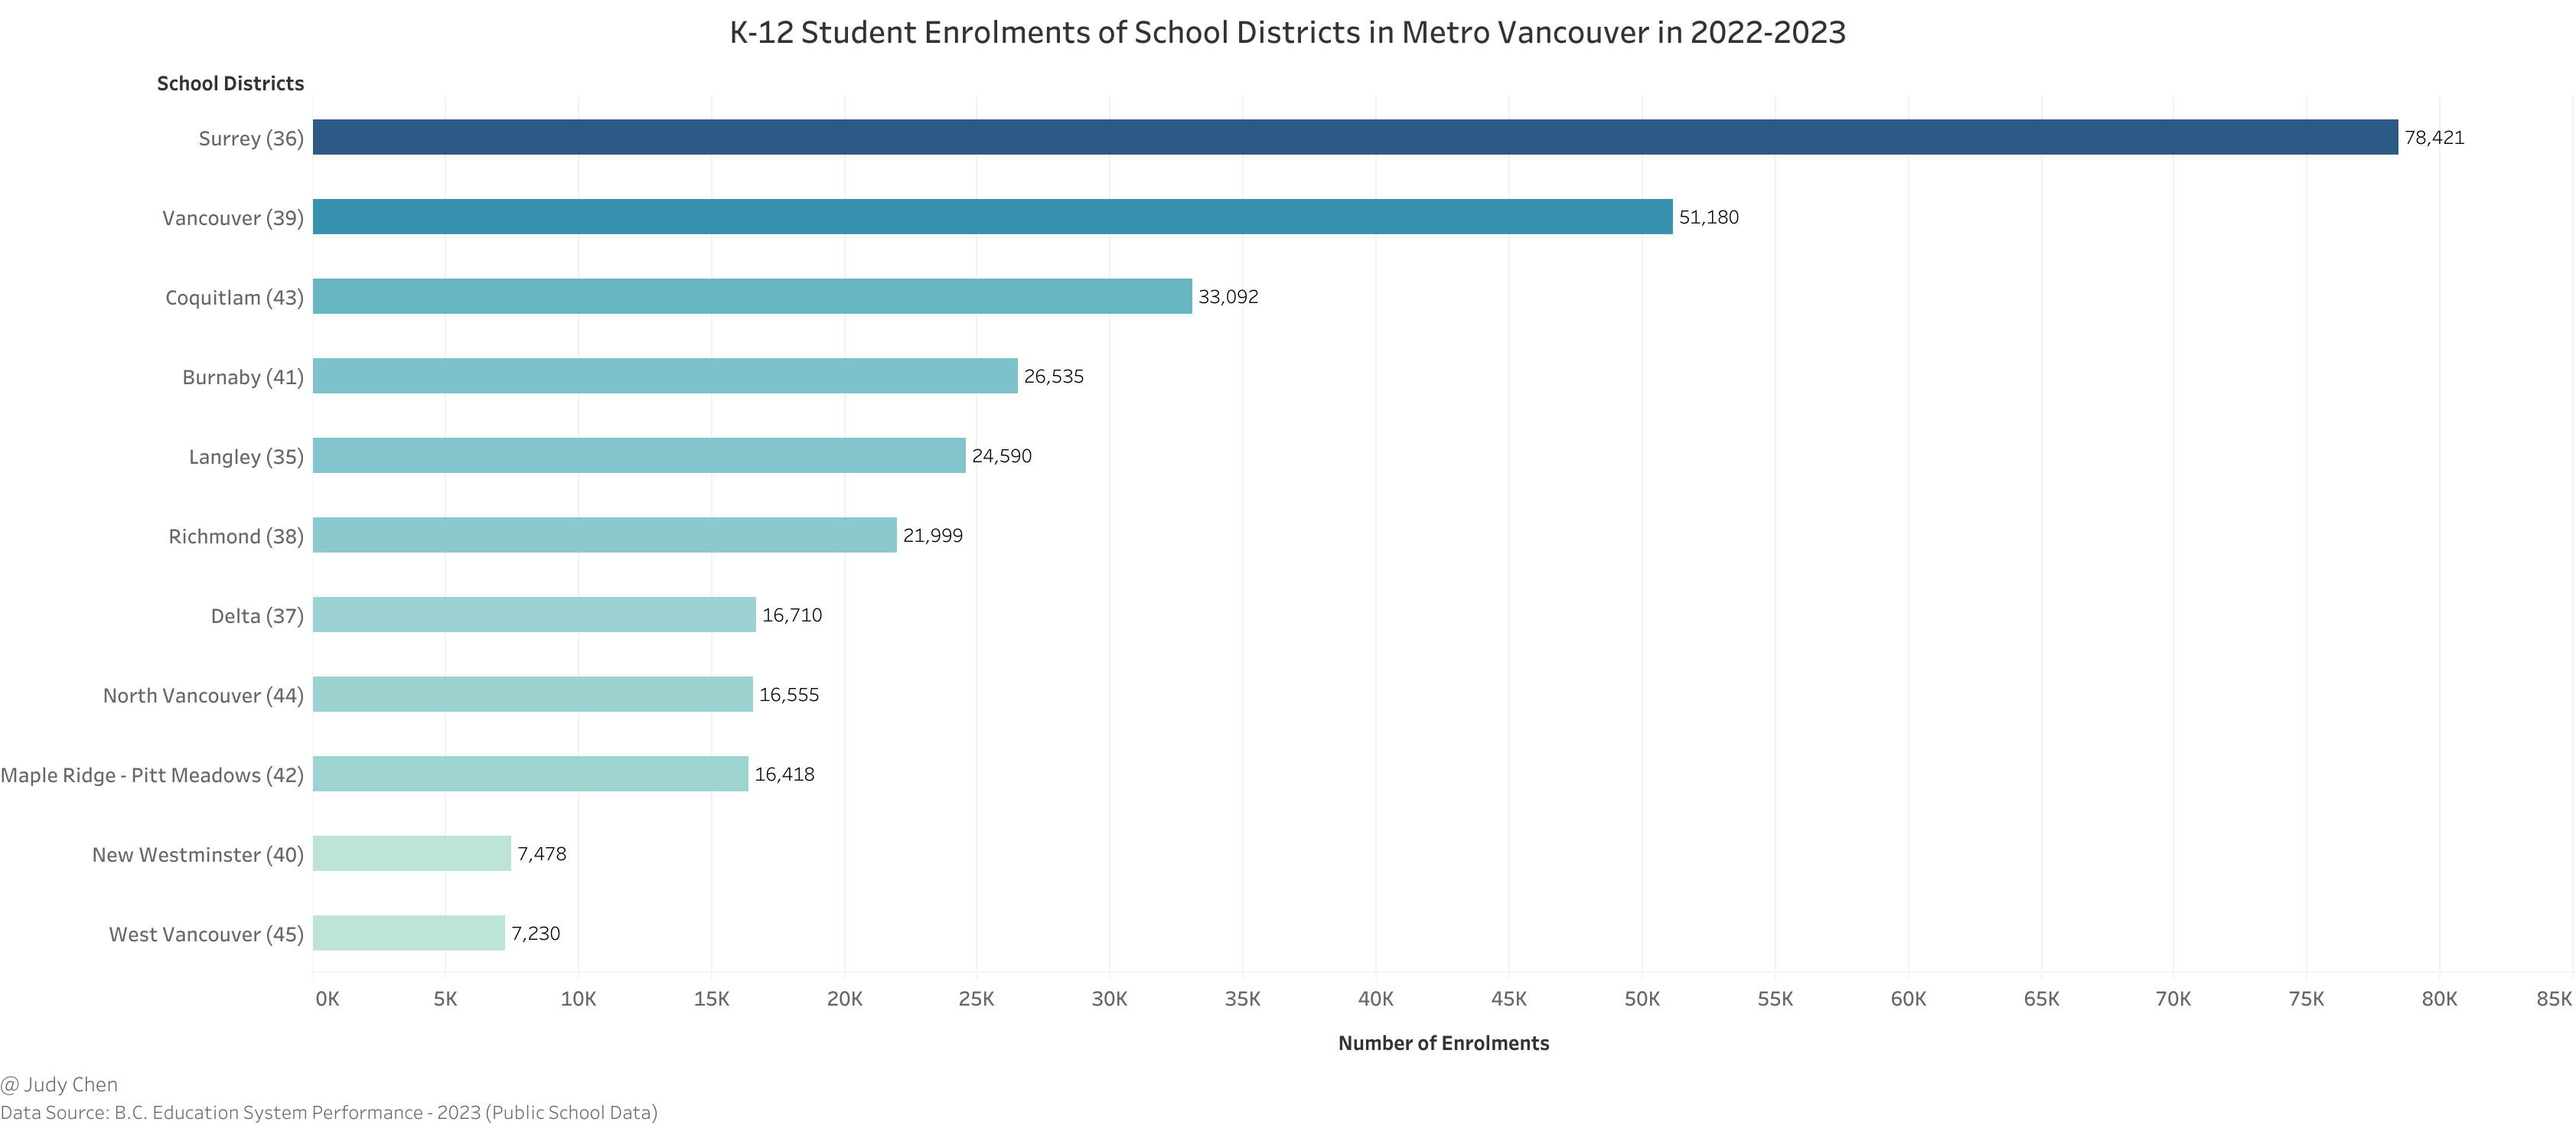 K-12 Student Enrolments of School Districts in Metro Vancouver in 2022-2023
School Districts
Surrey (36) 78,421
Vancouver (39) 51,180
Coquitlam (43) 33,092
Burnaby (41) 26,535
Langley (35) 24,590
Richmond (38) 21,999
Delta (37) 16,710
North Vancouver (44) 16,555
Maple Ridge - Pitt Meadows (42) 16,418
New Westminster (40) 7,478
West Vancouver (45) 7,230
0K 5K 10K 15K 20K 25K 30K 35K 40K 45K 50K 55K 60K 65K 70K 75K 80K 85K
Number of Enrolments
@ Judy Chen
Data Source: B.C. Education System Performance - 2023 (Public School Data)